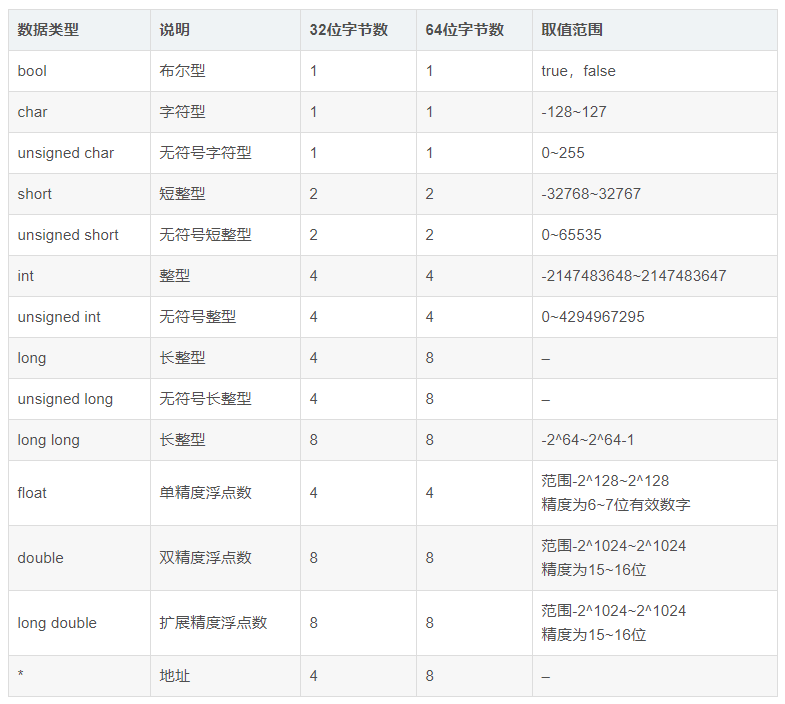 数据类型 说明 32位字节数 64位字节数 取值范围
bool 布尔型 1 1 true，false
char 字符型 1 1 -128~127
unsigned char 无符号字符型 1 1 0~255
short 短整型 2 2 -32768~32767
unsigned short 无符号短整型 2 2 0~65535
int 整型 4 4 -2147483648~2147483647
unsigned int 无符号整型 4 4 0~4294967295
long 长整型 4 8 –
unsigned long 无符号长整型 4 8 –
long long 长整型 8 8 -2^64~2^64-1
float 单精度浮点数 4 4 范围-2^128~2^128
精度为6~7位有效数字
double 双精度浮点数 8 8 范围-2^1024~2^1024
精度为15~16位
long double 扩展精度浮点数 8 8 范围-2^1024~2^1024
精度为15~16位
* 地址 4 8 –